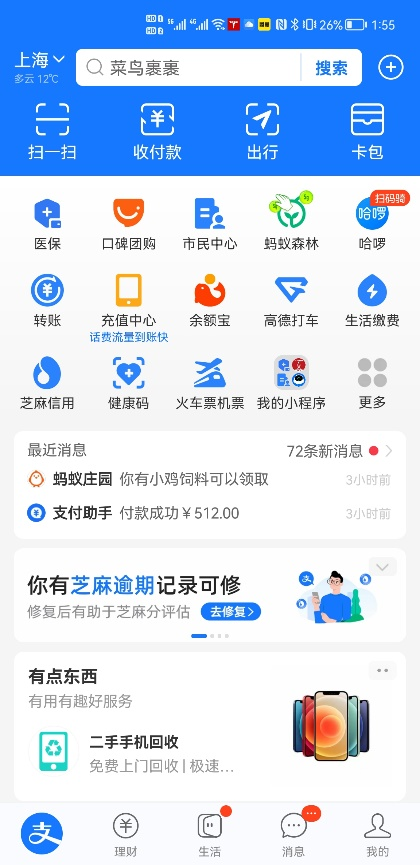 HD 1
HD 2
5G
4G
26%
1:55
上海
多云 12℃
菜鸟裹裹
搜索
扫一扫
收付款
出行
卡包
5g
5g
扫码骑
哈啰
医保
口碑团购
市民中心
蚂蚁森林
哈啰
转账
充值中心
余额宝
高德打车
生活缴费
话费流量到账快
芝麻信用
健康码
火车票机票
我的小程序
更多
最近消息
72条新消息
蚂蚁庄园 你有小鸡饲料可以领取
3小时前
支付助手 付款成功￥512.00
3小时前
你有芝麻逾期记录可修
修复后有助于芝麻分评估
去修复
有点东西
有用有趣好服务
二手手机回收
免费上门回收 | 极速…
支
理财
生活
消息
我的